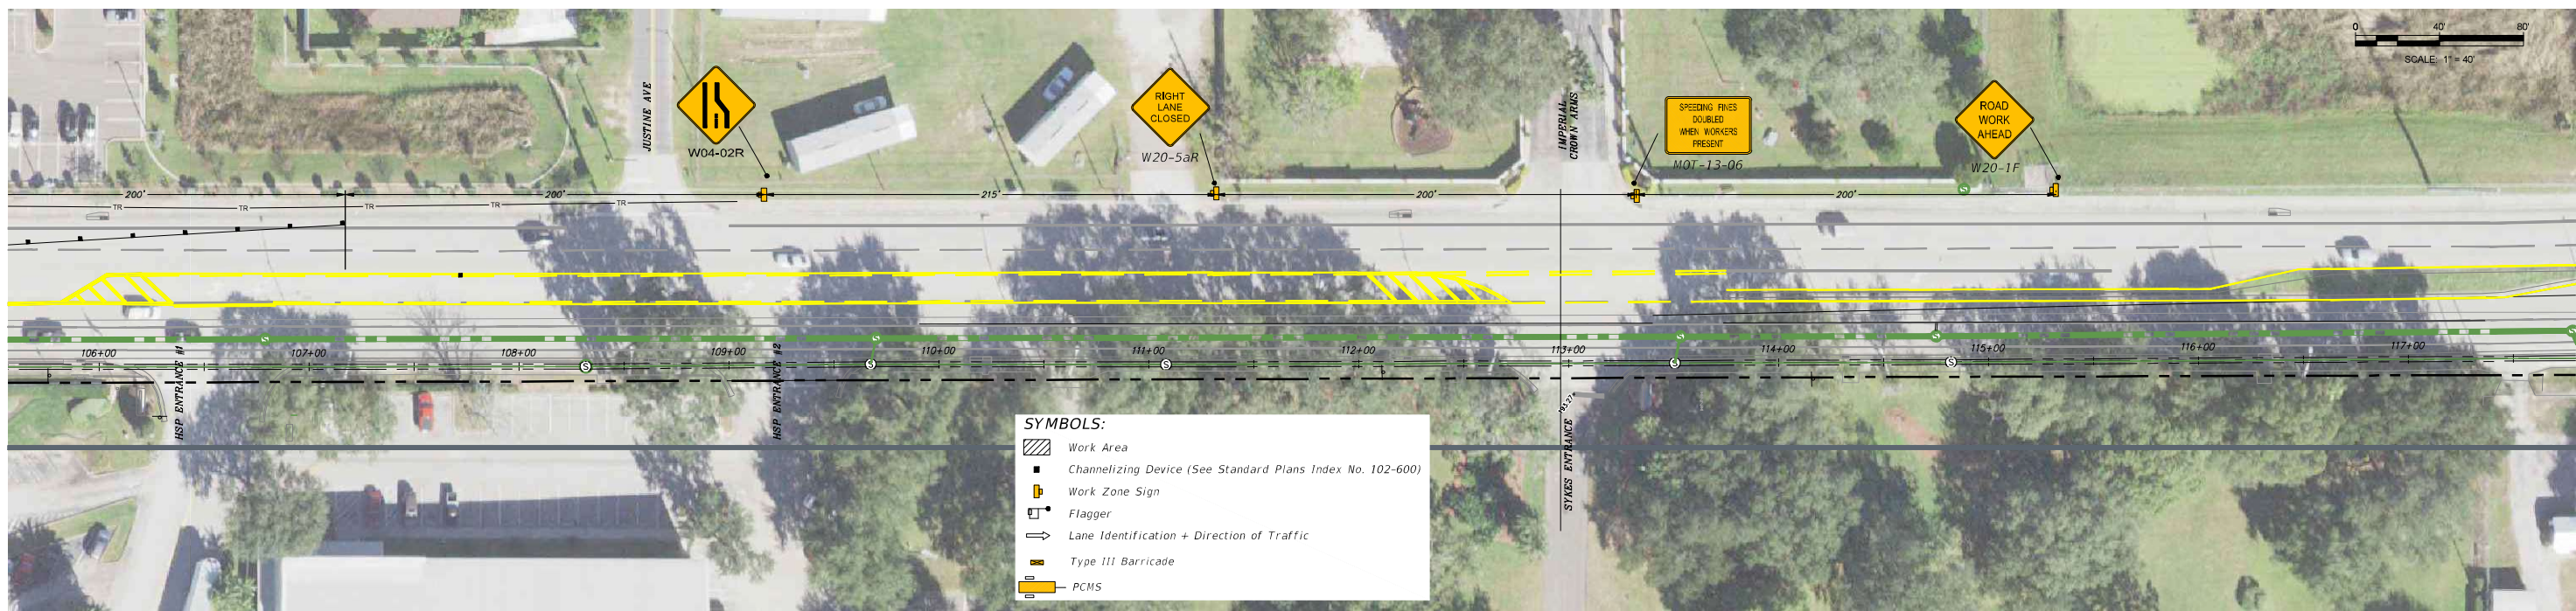 0 40' 80'
SCALE: 1" = 40'
JUSTINE AVE
W04-02R
RIGHT
LANE
CLOSED
W20-5aR
IMPERIAL
CROWN ARMS
SPEEDING FINES
DOUBLED
WHEN WORKERS
PRESENT
MOT-13-06
ROAD
WORK
AHEAD
W20-1F
200' 200' 215' 200' 200'
TR TR TR TR TR
S S S S S
106+00 107+00 108+00 109+00 110+00 111+00 112+00 113+00 114+00 115+00 116+00 117+00
S S S S S
HSP ENTRANCE #1
HSP ENTRANCE #2
SYKES ENTRANCE
SYMBOLS:
Work Area
Channelizing Device (See Standard Plans Index No. 102-600)
Work Zone Sign
Flagger
Lane Identification + Direction of Traffic
Type III Barricade
PCMS